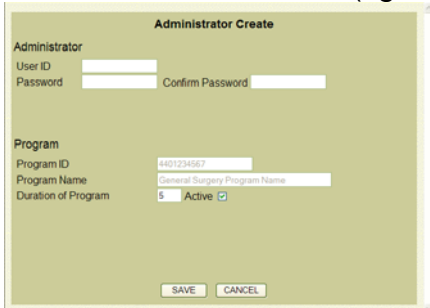 Administrator Create
Administrator
User ID
Password Confirm Password
Program
Program ID 4401234567
Program Name General Surgery Program Name
Duration of Program 5 Active
SAVE CANCEL